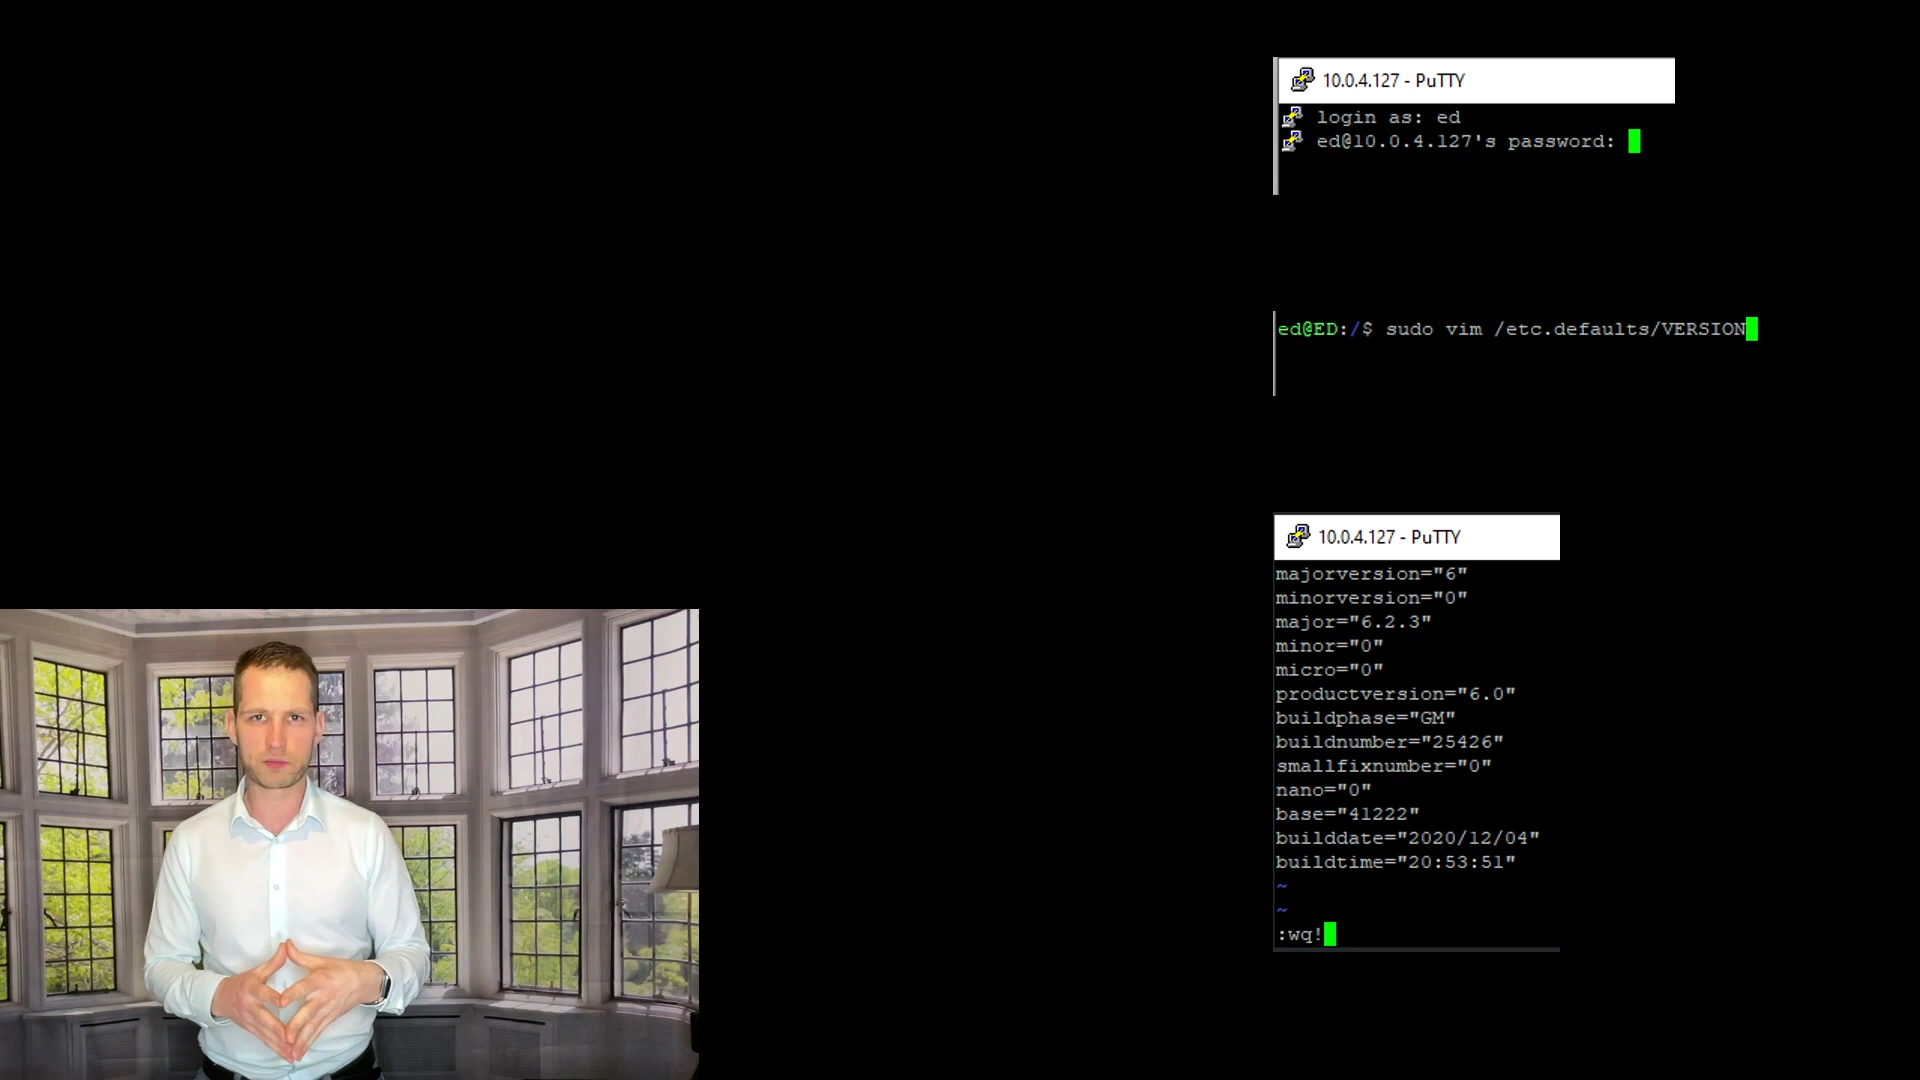 10.0.4.127 - PuTTY
login as: ed
ed@10.0.4.127's password:
ed@ED:/$ sudo vim /etc.defaults/VERSION
10.0.4.127 - PuTTY
majorversion="6"
minorversion="0"
major="6.2.3"
minor="0"
micro="0"
productversion="6.0"
buildphase="GM"
buildnumber="25426"
smallfixnumber="0"
nano="0"
base="41222"
builddate="2020/12/04"
buildtime="20:53:51"
~
~
:wq!